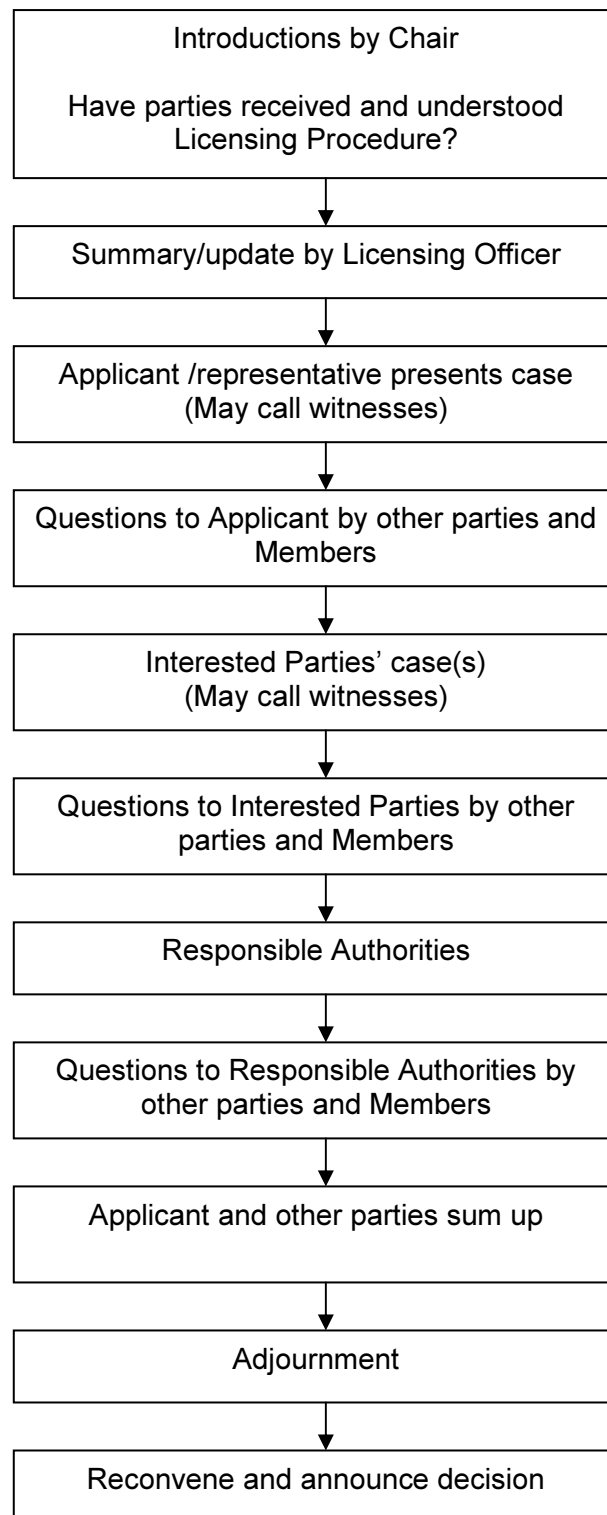 Introductions by Chair
Have parties received and understood
Licensing Procedure?
Summary/update by Licensing Officer
Applicant /representative presents case
(May call witnesses)
Questions to Applicant by other parties and
Members
Interested Parties’ case(s)
(May call witnesses)
Questions to Interested Parties by other
parties and Members
Responsible Authorities
Questions to Responsible Authorities by
other parties and Members
Applicant and other parties sum up
Adjournment
Reconvene and announce decision